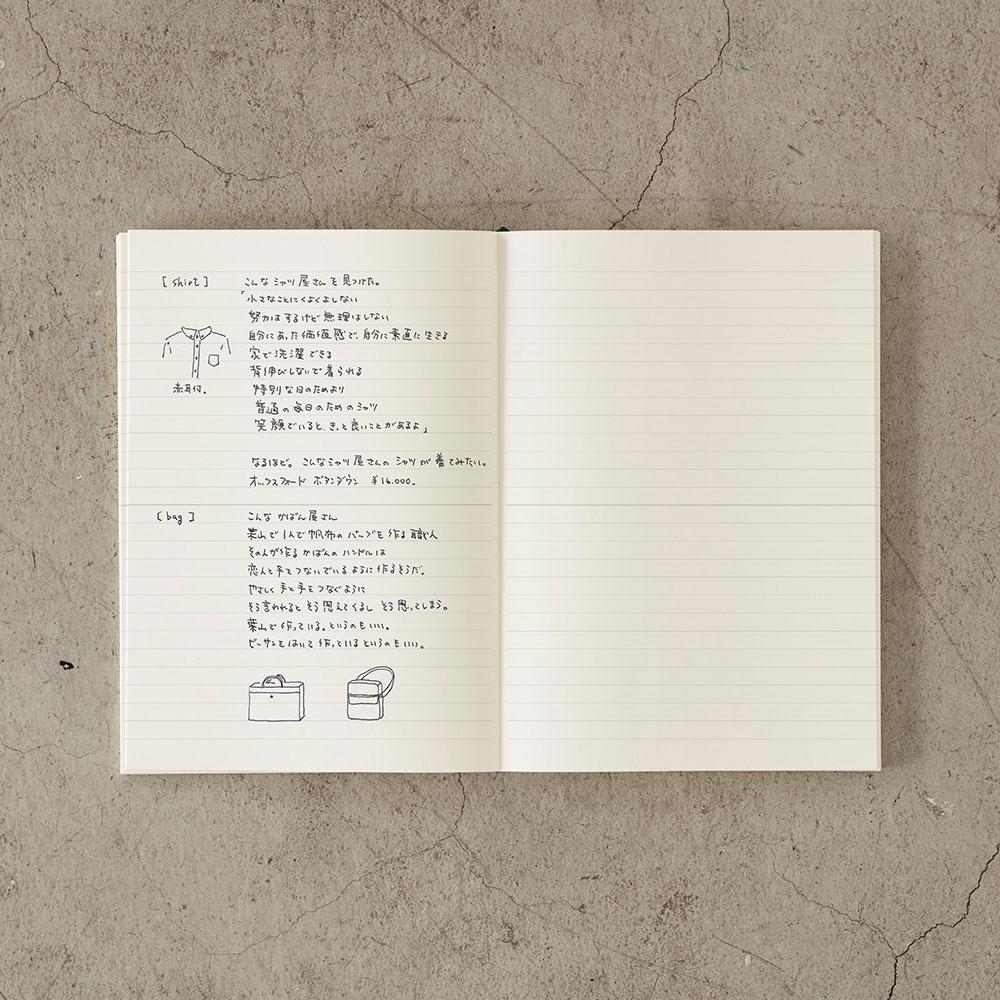 [shirt]
こんなシャツ屋さんを見つけた。
「小さなことにくよくよしない
努力はするけど無理はしない
自分にあった価値感で、自分に素直に生きる
家で洗濯できる
背伸びしないで着られる
特別な日のためより
普通の毎日のためのシャツ
笑顔でいると、きっと良いことがあるよ」
赤耳付。
なるほど。こんなシャツ屋さんのシャツが着てみたい。
オックスフォード ボタンダウン ¥16.000.
[bag]
こんなかばん屋さん
葉山で1人で帆布のバッグを作る職人
その人が作るかばんのハンドルは
恋人と手をつないでいるように作るそうだ。
やさしく手と手をつなぐように
そう言われるとそう思えてくるし そう思ってしまう。
葉山で作っている。というのもいい。
ビーサンをはいて作っているというのもいい。